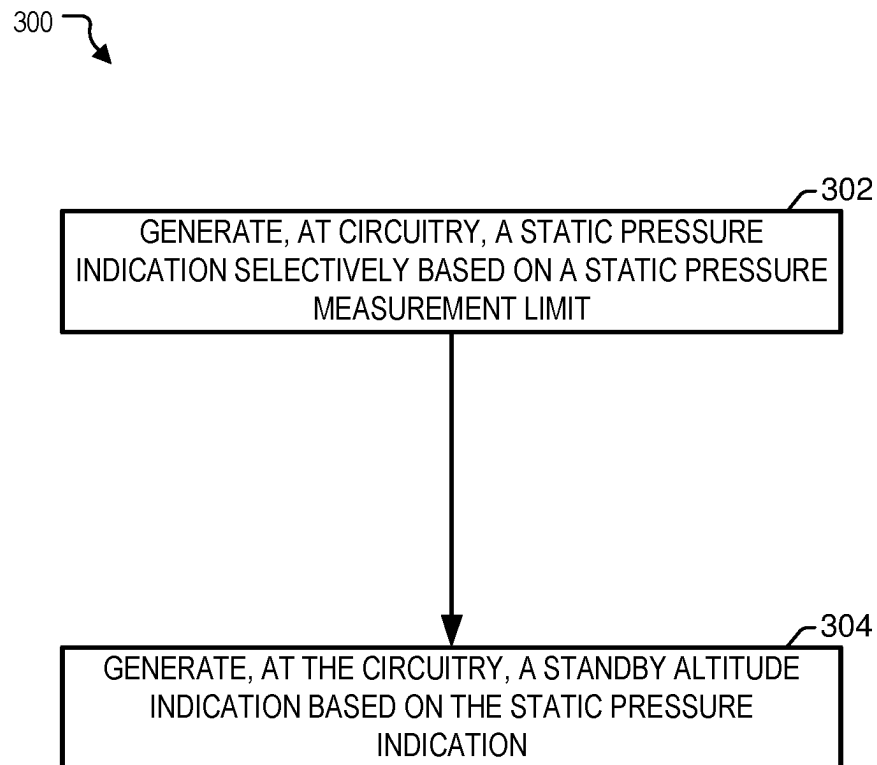 300
302
GENERATE, AT CIRCUITRY, A STATIC PRESSURE
INDICATION SELECTIVELY BASED ON A STATIC PRESSURE
MEASUREMENT LIMIT
304
GENERATE, AT THE CIRCUITRY, A STANDBY ALTITUDE
INDICATION BASED ON THE STATIC PRESSURE
INDICATION